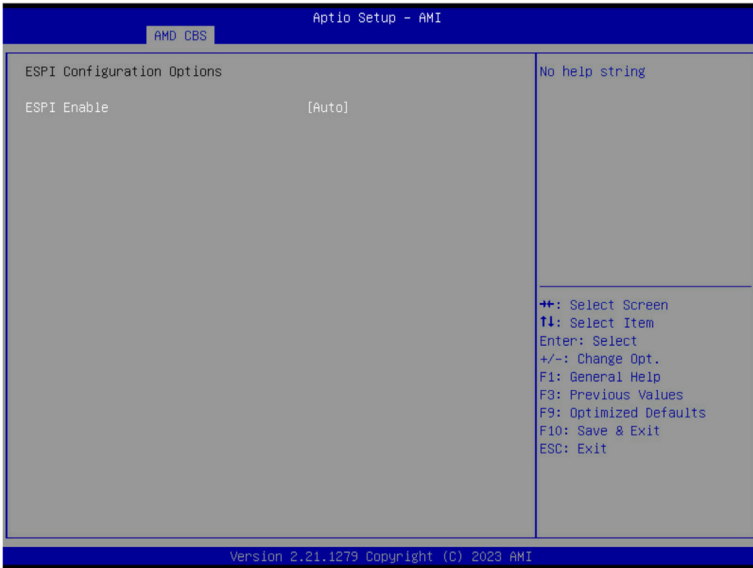 Aptio Setup – AMI
AMD CBS
ESPI Configuration Options
ESPI Enable [Auto]
No help string
→←: Select Screen
↑↓: Select Item
Enter: Select
+/-: Change Opt.
F1: General Help
F3: Previous Values
F9: Optimized Defaults
F10: Save & Exit
ESC: Exit
Version 2.21.1279 Copyright (C) 2023 AMI